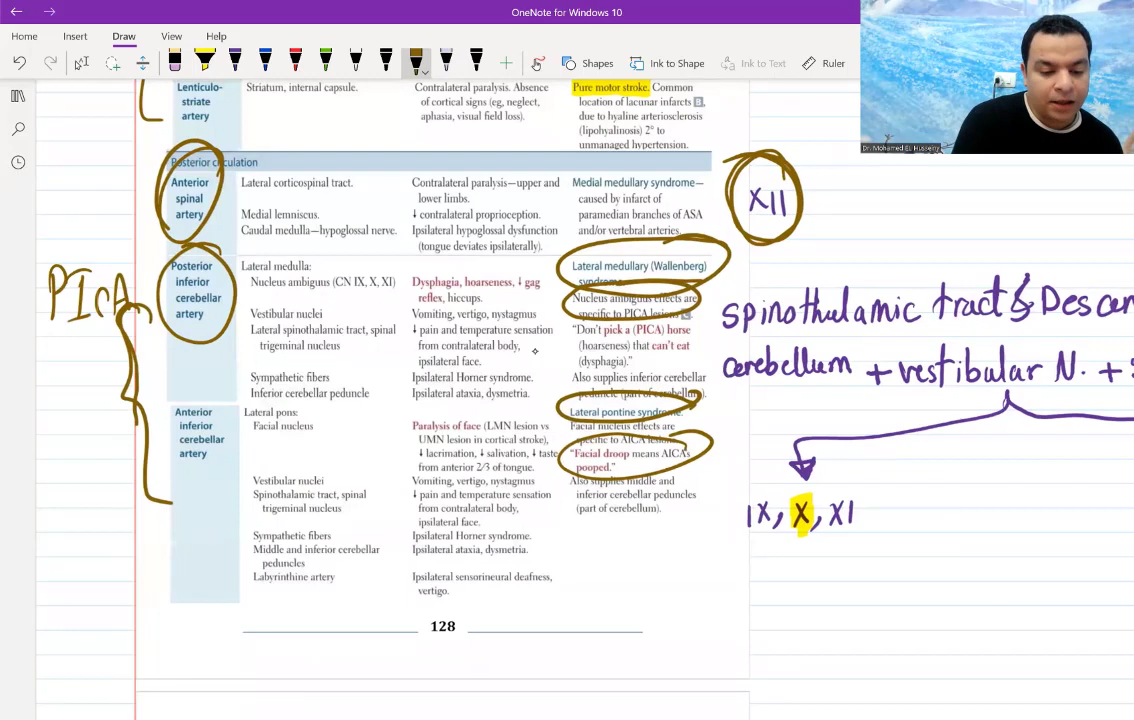 OneNote for Windows 10
Home Insert Draw View Help
Shapes Ink to Shape Ink to Text Ruler
Dr. Mohamed EL Husseiny
Lenticulo-
striate
artery
Striatum, internal capsule.
Contralateral paralysis. Absence
of cortical signs (eg, neglect,
aphasia, visual field loss).
Pure motor stroke. Common
location of lacunar infarcts B,
due to hyaline arteriosclerosis
(lipohyalinosis) 2° to
unmanaged hypertension.
Posterior circulation
Anterior
spinal
artery
Lateral corticospinal tract.
Contralateral paralysis—upper and
lower limbs.
Medial lemniscus.
↓ contralateral proprioception.
Caudal medulla—hypoglossal nerve.
Ipsilateral hypoglossal dysfunction
(tongue deviates ipsilaterally).
Medial medullary syndrome—
caused by infarct of
paramedian branches of ASA
and/or vertebral arteries.
XII
PICA
Posterior
inferior
cerebellar
artery
Lateral medulla:
Nucleus ambiguus (CN IX, X, XI)
Dysphagia, hoarseness, ↓ gag
reflex, hiccups.
Vestibular nuclei
Vomiting, vertigo, nystagmus
Lateral spinothalamic tract, spinal
trigeminal nucleus
↓ pain and temperature sensation
from contralateral body,
ipsilateral face.
Sympathetic fibers
Ipsilateral Horner syndrome.
Inferior cerebellar peduncle
Ipsilateral ataxia, dysmetria.
Lateral medullary (Wallenberg)
syndrome.
Nucleus ambiguus effects are
specific to PICA lesions
"Don't pick a (PICA) horse
(hoarseness) that can't eat
(dysphagia)."
Also supplies inferior cerebellar
peduncle (part of cerebellum).
Anterior
inferior
cerebellar
artery
Lateral pons:
Facial nucleus
Paralysis of face (LMN lesion vs
UMN lesion in cortical stroke),
↓ lacrimation, ↓ salivation, ↓ taste
from anterior 2/3 of tongue.
Vestibular nuclei
Vomiting, vertigo, nystagmus
Spinothalamic tract, spinal
trigeminal nucleus
↓ pain and temperature sensation
from contralateral body,
ipsilateral face.
Sympathetic fibers
Ipsilateral Horner syndrome.
Middle and inferior cerebellar
peduncles
Ipsilateral ataxia, dysmetria.
Labyrinthine artery
Ipsilateral sensorineural deafness,
vertigo.
Lateral pontine syndrome.
Facial nucleus effects are
specific to AICA lesions
"Facial droop means AICA's
pooped."
Also supplies middle and
inferior cerebellar peduncles
(part of cerebellum).
128
spinothalamic tract & Descen
cerebellum + vestibular N. +
IX, X, XI